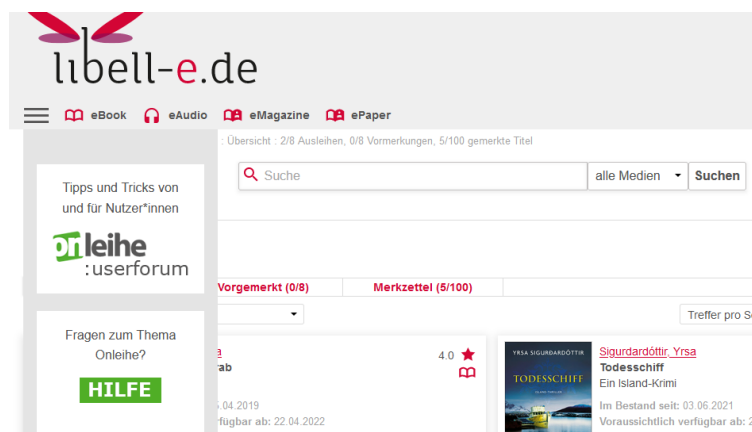 libell-e.de
eBook eAudio eMagazine ePaper
: Übersicht : 2/8 Ausleihen, 0/8 Vormerkungen, 5/100 gemerkte Titel
Tipps und Tricks von
und für Nutzer*innen
onleihe
:userforum
Suche alle Medien Suchen
Vorgemerkt (0/8) Merkzettel (5/100)
Treffer pro
Fragen zum Thema
Onleihe?
HILFE
4.0
.04.2019
ab: 22.04.2022
YRSA SIGURDARDÓTTIR
TODESSCHIFF
Sigurdardóttir, Yrsa
Todesschiff
Ein Island-Krimi
Im Bestand seit: 03.06.2021
Voraussichtlich verfügbar ab: